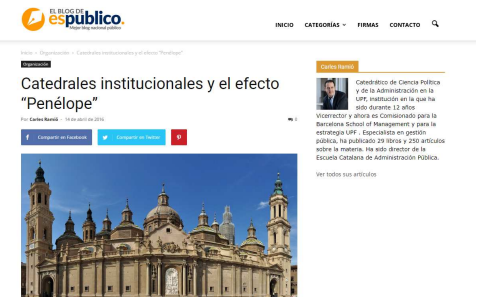 EL BLOG DE
espublico.
Mejor blog nacional público
INICIO CATEGORÍAS FIRMAS CONTACTO
Inicio > Organización > Catedrales institucionales y el efecto "Penélope"
Organización
Catedrales institucionales y el efecto
“Penélope”
Por Carles Ramió - 14 de abril de 2016
0
Compartir en Facebook
Compartir en Twitter
Carles Ramió
Catedrático de Ciencia Política
y de la Administración en la
UPF, institución en la que ha
sido durante 12 años
Vicerrector y ahora es Comisionado para la
Barcelona School of Management y para la
estrategia UPF . Especialista en gestión
pública, ha publicado 29 libros y 250 artículos
sobre la materia. Ha sido director de la
Escuela Catalana de Administración Pública.
Ver todos sus artículos